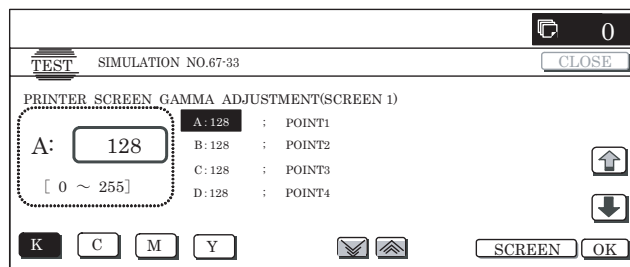 0
TEST SIMULATION NO.67-33 CLOSE
PRINTER SCREEN GAMMA ADJUSTMENT(SCREEN 1)
A: 128
[ 0 ～ 255]
A:128 ; POINT1
B:128 ; POINT2
C:128 ; POINT3
D:128 ; POINT4
K C M Y SCREEN OK